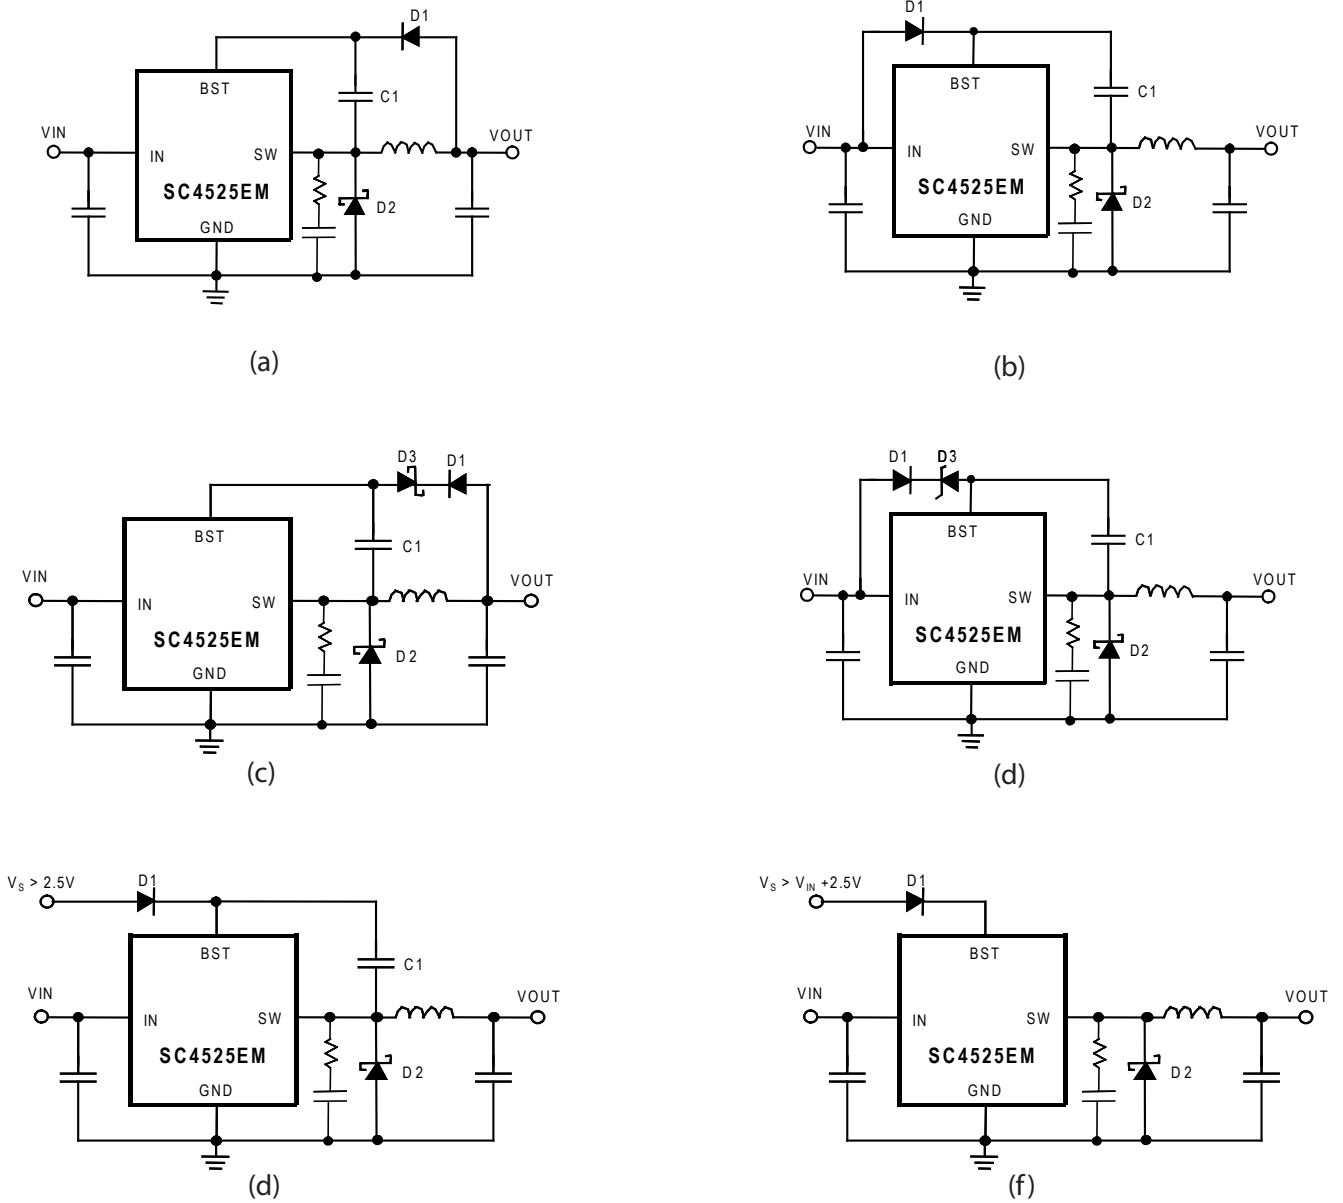 D1
BST
C1
VIN
VOUT
IN
SW
SC4525EM
D2
GND
(a)
D1
BST
C1
VIN
VOUT
IN
SW
SC4525EM
D2
GND
(b)
D3 D1
BST
C1
VIN
VOUT
IN
SW
SC4525EM
D2
GND
(c)
D1 D3
BST
C1
VIN
VOUT
IN
SW
SC4525EM
D2
GND
(d)
VS > 2.5V
D1
BST
C1
VIN
VOUT
IN
SW
SC4525EM
D2
GND
(d)
VS > VIN +2.5V
D1
BST
VIN
VOUT
IN
SW
SC4525EM
D2
GND
(f)